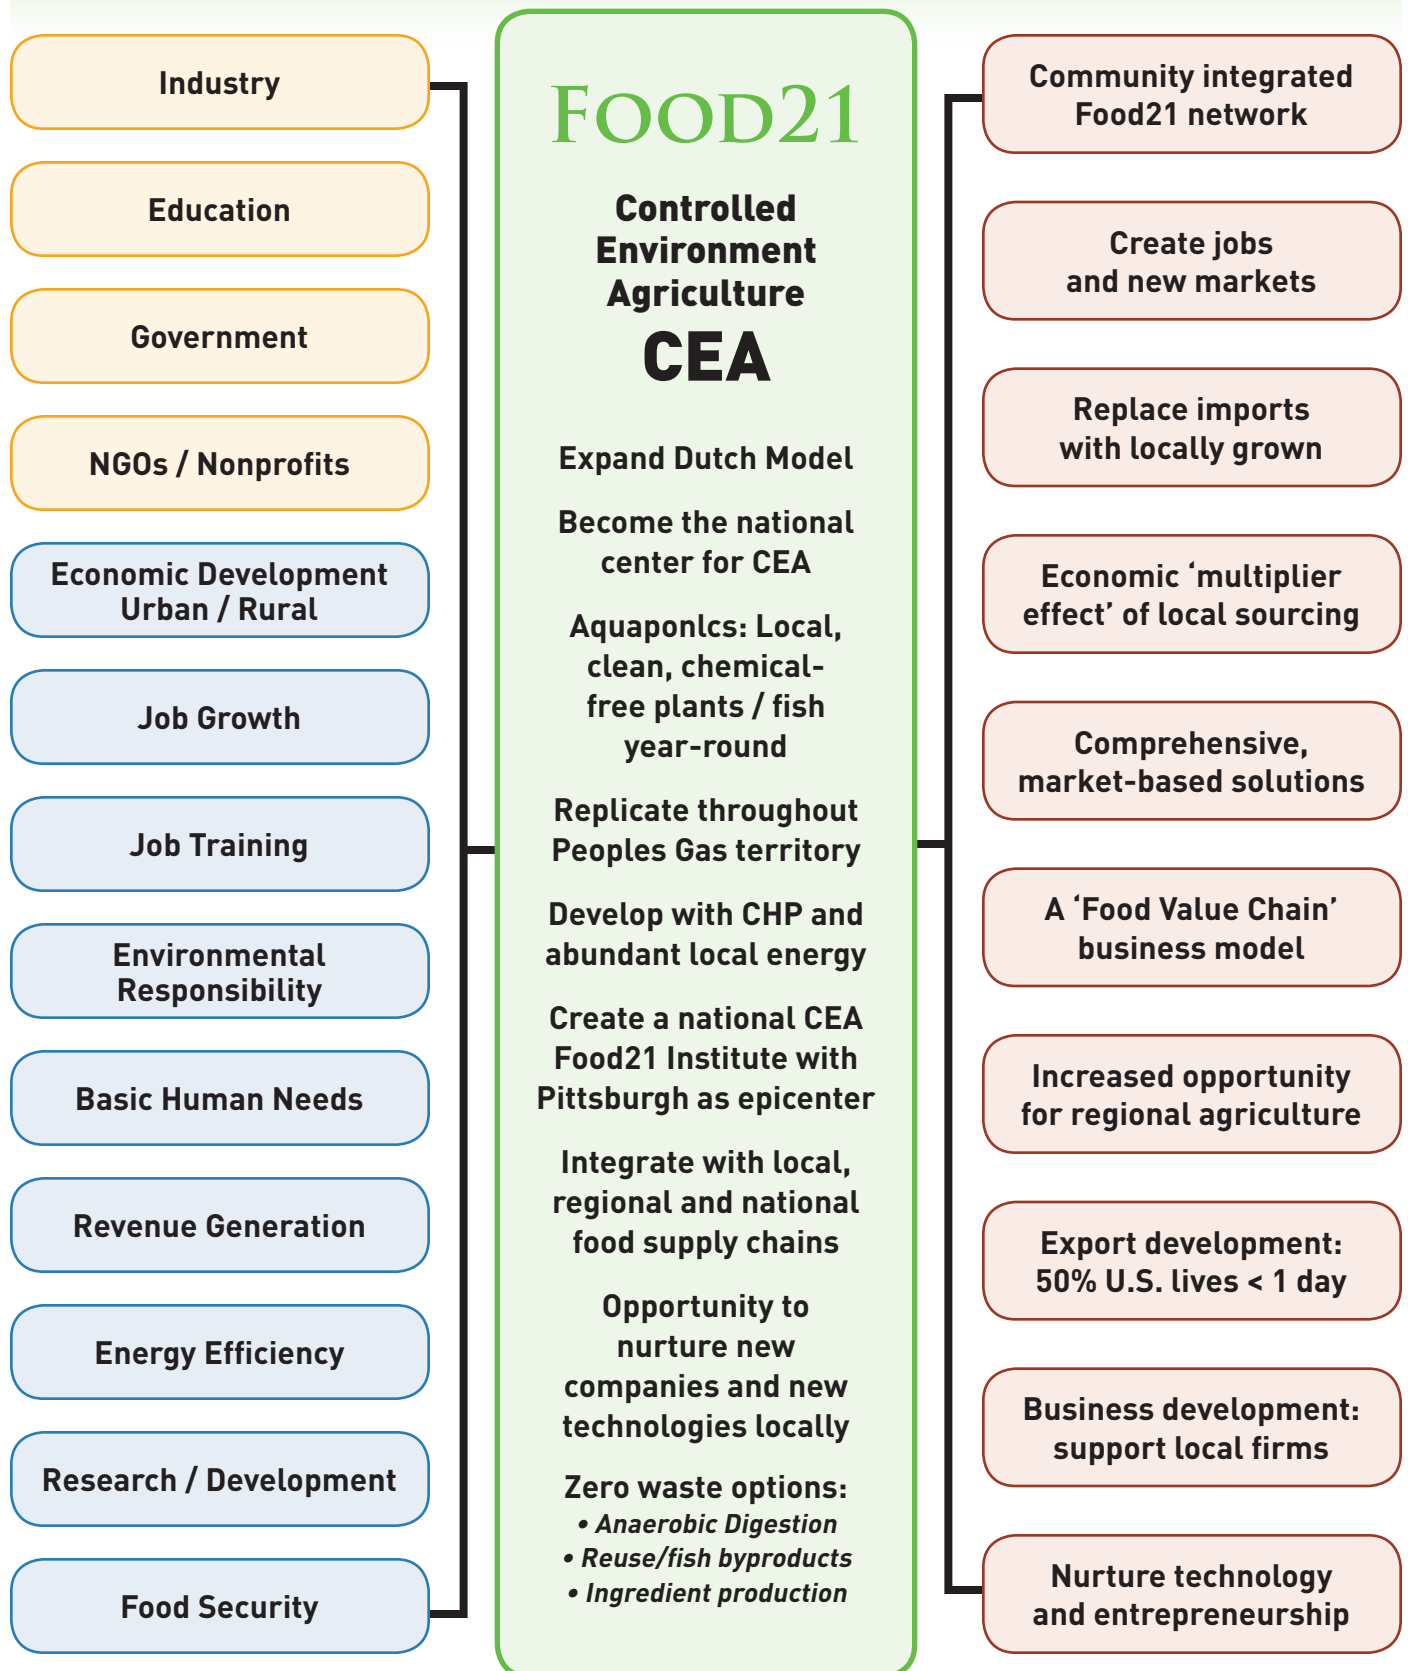 Industry
Education
Government
NGOs / Nonprofits
Economic Development
Urban / Rural
Job Growth
Job Training
Environmental
Responsibility
Basic Human Needs
Revenue Generation
Energy Efficiency
Research / Development
Food Security
FOOD21
Controlled
Environment
Agriculture
CEA
Expand Dutch Model
Become the national
center for CEA
Aquaponlcs: Local,
clean, chemical-
free plants / fish
year-round
Replicate throughout
Peoples Gas territory
Develop with CHP and
abundant local energy
Create a national CEA
Food21 Institute with
Pittsburgh as epicenter
Integrate with local,
regional and national
food supply chains
Opportunity to
nurture new
companies and new
technologies locally
Zero waste options:
• Anaerobic Digestion
• Reuse/fish byproducts
• Ingredient production
Community integrated
Food21 network
Create jobs
and new markets
Replace imports
with locally grown
Economic ‘multiplier
effect’ of local sourcing
Comprehensive,
market-based solutions
A ‘Food Value Chain’
business model
Increased opportunity
for regional agriculture
Export development:
50% U.S. lives < 1 day
Business development:
support local firms
Nurture technology
and entrepreneurship